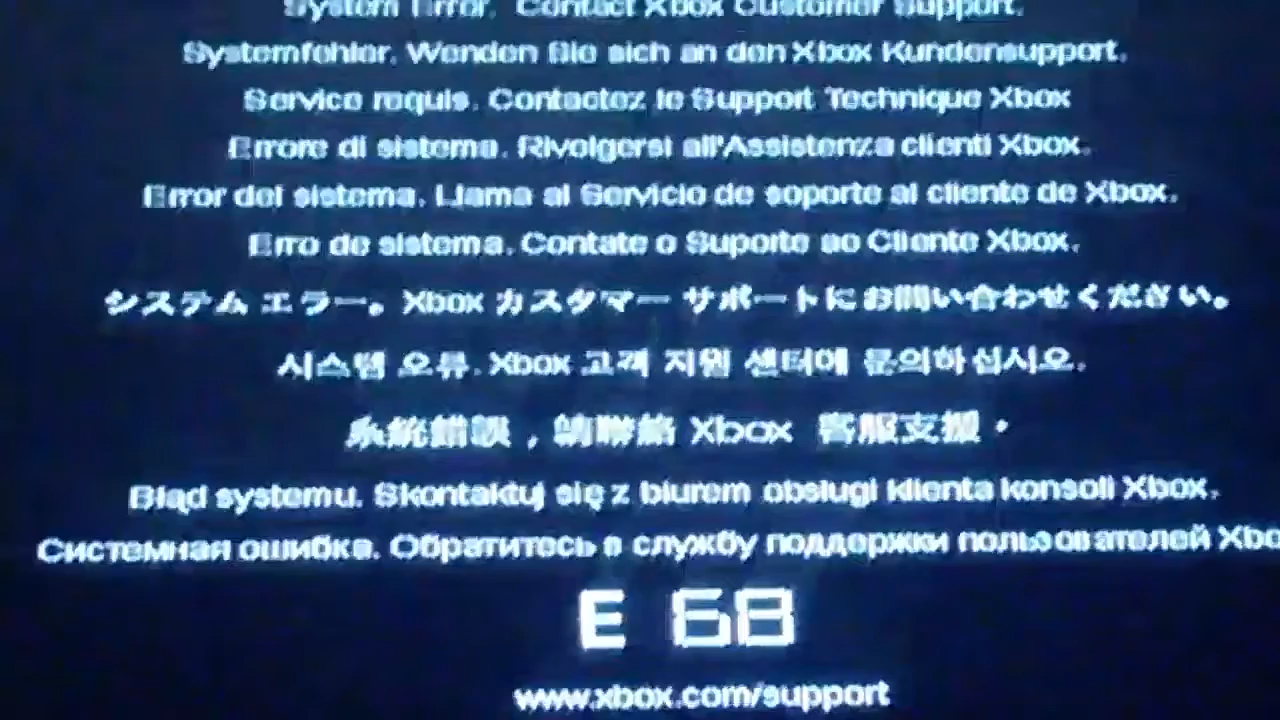 System Error. Contact Xbox Customer Support.
Systemfehler. Wenden Sie sich an den Xbox Kundensupport.
Service requis. Contactez le Support Technique Xbox
Errore di sistema. Rivolgersi all'Assistenza clienti Xbox.
Error del sistema. Llama al Servicio de soporte al cliente de Xbox.
Erro de sistema. Contate o Suporte ao Cliente Xbox.
システム エラー。Xbox カスタマー サポートにお問い合わせください。
시스템 오류. Xbox 고객 지원 센터에 문의하십시오.
系統錯誤，請聯絡 Xbox 客服支援。
Błąd systemu. Skontaktuj się z biurem obsługi klienta konsoli Xbox.
Системная ошибка. Обратитесь в службу поддержки пользователей Xbo
E 68
www.xbox.com/support